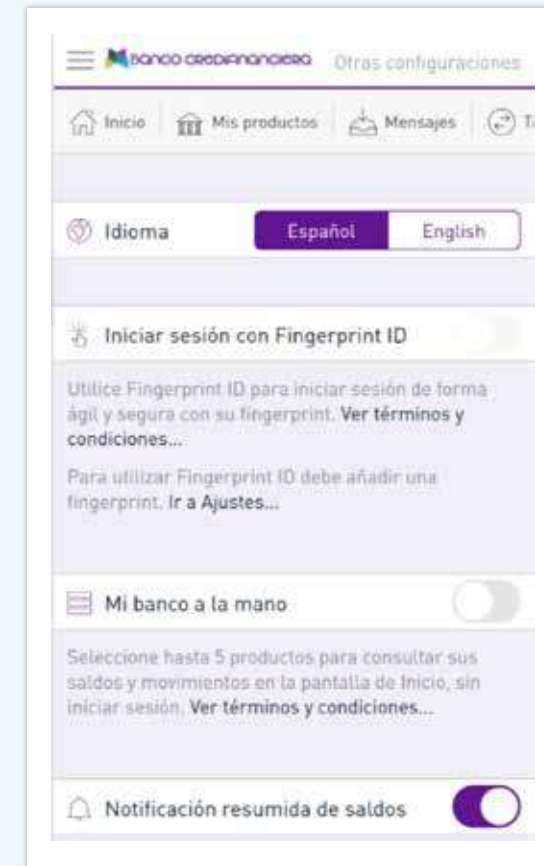 BANCO CREDIFINANCIERA Otras configuraciones
Inicio Mis productos Mensajes
Idioma Español English
Iniciar sesión con Fingerprint ID
Utilice Fingerprint ID para iniciar sesión de forma
ágil y segura con su fingerprint. Ver términos y
condiciones...
Para utilizar Fingerprint ID debe añadir una
fingerprint. Ir a Ajustes...
Mi banco a la mano
Seleccione hasta 5 productos para consultar sus
saldos y movimientos en la pantalla de Inicio, sin
iniciar sesión. Ver términos y condiciones...
Notificación resumida de saldos